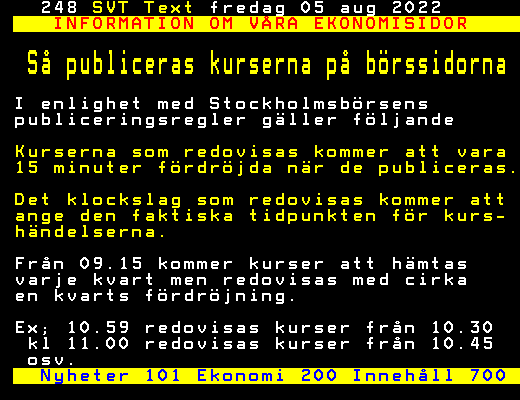 248 SVT Text fredag 05 aug 2022
INFORMATION OM VÅRA EKONOMISIDOR
Så publiceras kurserna på börssidorna
I enlighet med Stockholmsbörsens
publiceringsregler gäller följande
Kurserna som redovisas kommer att vara
15 minuter fördröjda när de publiceras.
Det klockslag som redovisas kommer att
ange den faktiska tidpunkten för kurs-
händelserna.
Från 09.15 kommer kurser att hämtas
varje kvart men redovisas med cirka
en kvarts fördröjning.
Ex; 10.59 redovisas kurser från 10.30
kl 11.00 redovisas kurser från 10.45
osv.
Nyheter 101 Ekonomi 200 Innehåll 700